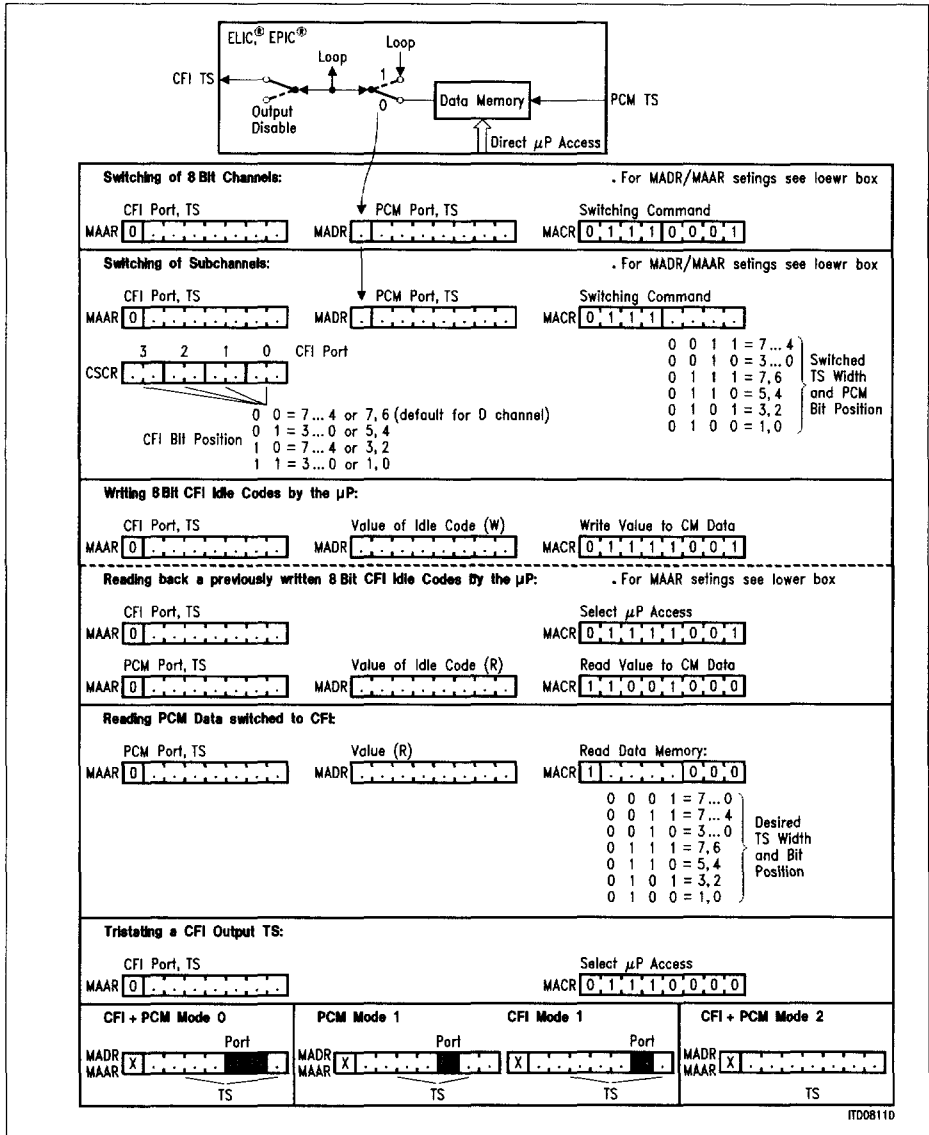 ELIC,® EPIC®
Loop
Loop
CFI TS
1
0
Output
Disable
Data Memory
PCM TS
Direct μP Access
Switching of 8 Bit Channels:
. For MADR/MAAR setings see loewr box
CFI Port, TS
PCM Port, TS
Switching Command
MAAR 0 . . . . . . .
MADR . . . . . . . .
MACR 0 1 1 1 0 0 0 1
Switching of Subchannels:
. For MADR/MAAR setings see loewr box
CFI Port, TS
PCM Port, TS
Switching Command
MAAR 0 . . . . . . .
MADR . . . . . . . .
MACR 0 1 1 1 . . . .
3 2 1 0 CFI Port
CSCR . . . . . . . .
CFI Bit Position
0 0 = 7...4 or 7,6 (default for D channel)
0 1 = 3...0 or 5,4
1 0 = 7...4 or 3,2
1 1 = 3...0 or 1,0
0 0 1 1 = 7...4
0 0 1 0 = 3...0
0 1 1 1 = 7,6
0 1 1 0 = 5,4
0 1 0 1 = 3,2
0 1 0 0 = 1,0
Switched
TS Width
and PCM
Bit Position
Writing 8 Bit CFI Idle Codes by the μP:
CFI Port, TS
Value of Idle Code (W)
Write Value to CM Data
MAAR 0 . . . . . . .
MADR . . . . . . . .
MACR 0 1 1 1 1 0 0 1
Reading back a previously written 8 Bit CFI Idle Codes By the μP:
. For MAAR setings see lower box
CFI Port, TS
Select μP Access
MAAR 0 . . . . . . .
MACR 0 1 1 1 1 0 0 1
PCM Port, TS
Value of Idle Code (R)
Read Value to CM Data
MAAR 0 . . . . . . .
MADR . . . . . . . .
MACR 1 1 0 0 1 0 0 0
Reading PCM Data switched to CFI:
PCM Port, TS
Value (R)
Read Data Memory:
MAAR 0 . . . . . . .
MADR . . . . . . . .
MACR 1 . . . . 0 0 0
0 0 0 1 = 7...0
0 0 1 1 = 7...4
0 0 1 0 = 3...0
0 1 1 1 = 7,6
0 1 1 0 = 5,4
0 1 0 1 = 3,2
0 1 0 0 = 1,0
Desired
TS Width
and Bit
Position
Tristating a CFI Output TS:
CFI Port, TS
Select μP Access
MAAR 0 . . . . . . .
MACR 0 1 1 1 0 0 0 0
CFI + PCM Mode 0
Port
MADR
MAAR
X . . . . .
TS
PCM Mode 1
Port
MADR
MAAR
X . . . . . .
TS
CFI Mode 1
Port
X . . . . . .
TS
CFI + PCM Mode 2
MADR
MAAR
X . . . . . . .
TS
ITD08110